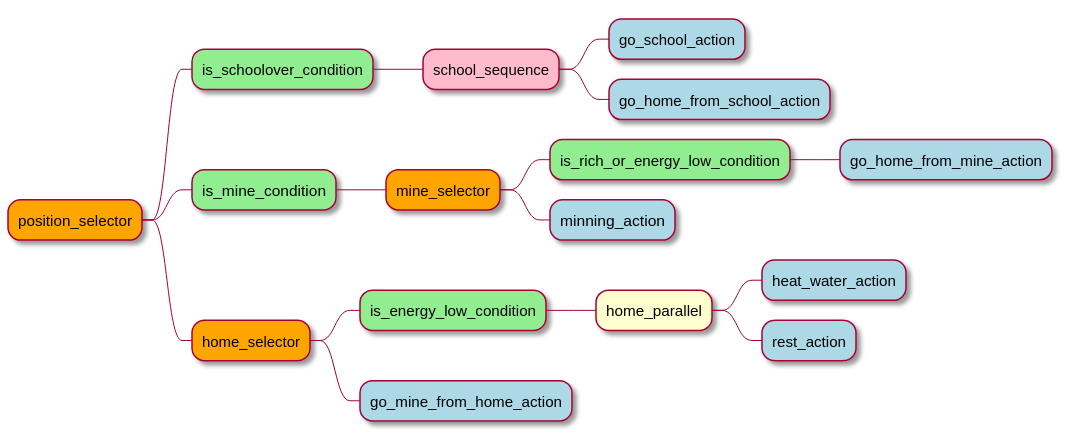 position_selector
is_schoolover_condition
school_sequence
go_school_action
go_home_from_school_action
is_mine_condition
mine_selector
is_rich_or_energy_low_condition
go_home_from_mine_action
minning_action
home_selector
is_energy_low_condition
home_parallel
heat_water_action
rest_action
go_mine_from_home_action